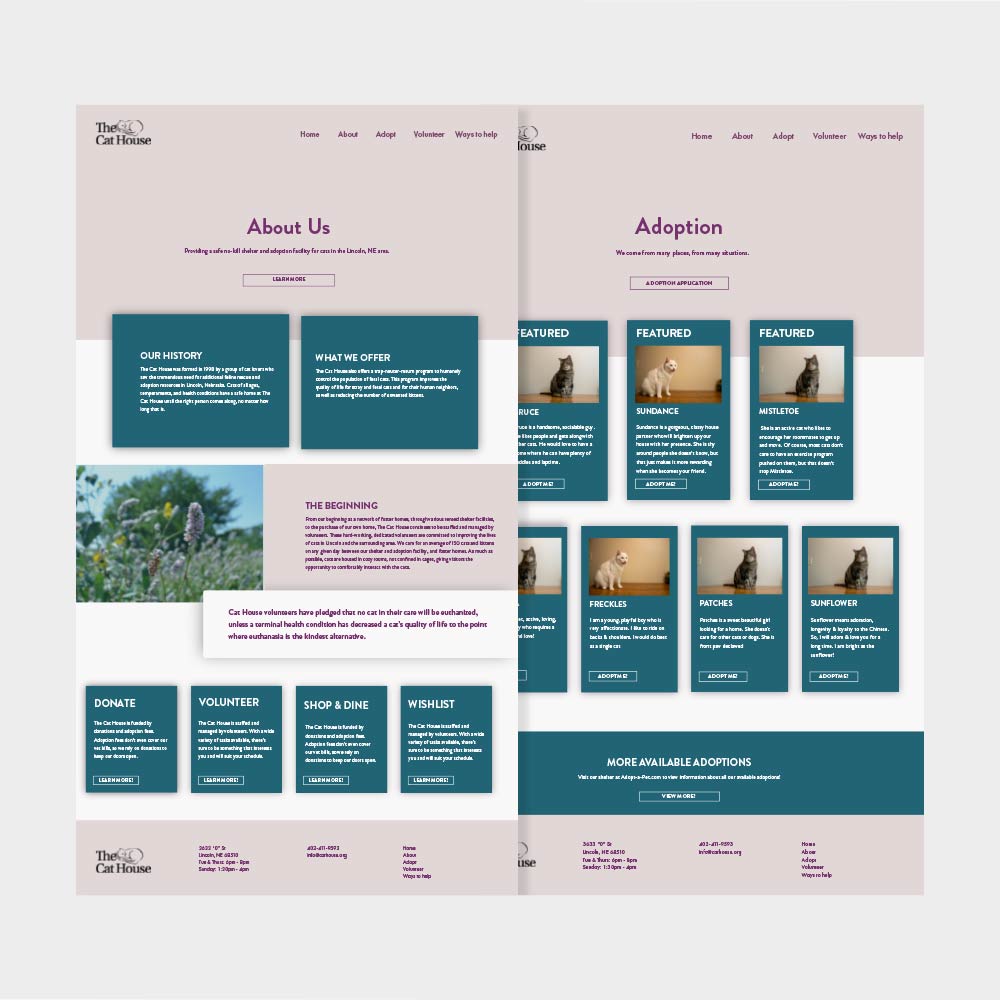 The
Cat House
Home About Adopt Volunteer Ways to help
About Us
Providing a safe no-kill shelter and adoption facility for cats in the Lincoln, NE area.
LEARN MORE
OUR HISTORY
The Cat House was formed in 1998 by a group of cat lovers who
saw the tremendous need for additional feline rescue and
adoption resources in Lincoln, Nebraska. Cats of all ages,
temperaments, and health conditions have a safe home at The
Cat House until the right person comes along, no matter how
long that is.
WHAT WE OFFER
The Cat House also offers a trap-neuter-return program to humanely
control the population of feral cats. This program improves the
quality of life for stray and feral cats and for their human neighbors,
well as reducing the number of unwanted kittens.
THE BEGINNING
From our beginning as a network of foster homes, through various rented shelter facilities,
to the purchase of our own home, The Cat House continues to be staffed and managed by
volunteers. These hard-working, dedicated volunteers are committed to improving the lives
of cats in Lincoln and the surrounding area. We care for an average of 150 cats and kittens
on any given day between our shelter and adoption facility, and foster homes. As much as
possible, cats are housed in cozy rooms, not confined in cages, giving visitors the
opportunity to comfortably interact with the cats.
Cat House volunteers have pledged that no cat in their care will be euthanized,
unless a terminal health condition has decreased a cat's quality of life to the point
where euthanasia is the kindest alternative.
DONATE
The Cat House is funded by
donations and adoption fees.
Adoption fees don't even cover our
vet bills, so we rely on donations to
keep our doors open.
LEARN MORE!
VOLUNTEER
The Cat House is staffed and
managed by volunteers. With a wide
variety of tasks available, there's
sure to be something that interests
you and will suit your schedule.
LEARN MORE!
SHOP & DINE
The Cat House is funded by
donations and adoption fees.
Adoption fees don't even cover
our vet bills, so we rely on
donations to keep our doors open.
LEARN MORE!
WISHLIST
The Cat House is staffed and
managed by volunteers. With a wide
variety of tasks available, there's
sure to be something that interests
you and will suit your schedule.
LEARN MORE!
The
Cat House
3633 "O" St
Lincoln, NE 68510
Tue & Thurs: 6pm - 8pm
Sunday: 1:30pm - 4pm
402-411-9593
info@cathouse.org
Home
About
Adopt
Volunteer
Ways to help
House
Home About Adopt Volunteer Ways to help
Adoption
We come from many places, from many situations.
ADOPTION APPLICATION
FEATURED
RUCE
ruce is a handsome, sociable guy.
e likes people and gets along with
her cats. He would love to have a
ome where he can have plenty of
ddles and lap time.
ADOPT ME!
FEATURED
SUNDANCE
Sundance is a gorgeous, classy house
partner who will brighten up your
house with her presence. She is shy
around people she doesn't know, but
that just makes it more rewarding
when she becomes your friend.
ADOPT ME!
FEATURED
MISTLETOE
She is an active cat who likes to
encourage her roommates to get up
and move. Of course, most cats don't
care to have an exercise program
pushed on them, but this doesn't
stop Mistletoe.
ADOPT ME!
et, active, loving,
y who requires a
nd love!
FRECKLES
I am a young, playful boy who is
very affectionate. I like to ride on
backs & shoulders. I would do best
as a single cat
ADOPT ME!
PATCHES
Patches is a sweet beautiful girl
looking for a home. She doesn't
care for other cats or dogs. She is
front paw declawed
ADOPT ME!
SUNFLOWER
Sunflower means adoration,
longevity & loyalty to the Chinese.
So, I will adore & love you for a
long time. I am bright as the
sunflower!
ADOPT ME!
MORE AVAILABLE ADOPTIONS
Visit our shelter at Adopt-a-Pet.com to view information about all our available adoptions!
VIEW MORE!
use
3633 "O" St
Lincoln, NE 68510
Tue & Thurs: 6pm - 8pm
Sunday: 1:30pm - 4pm
402-411-9593
info@cathouse.org
Home
About
Adopt
Volunteer
Ways to help